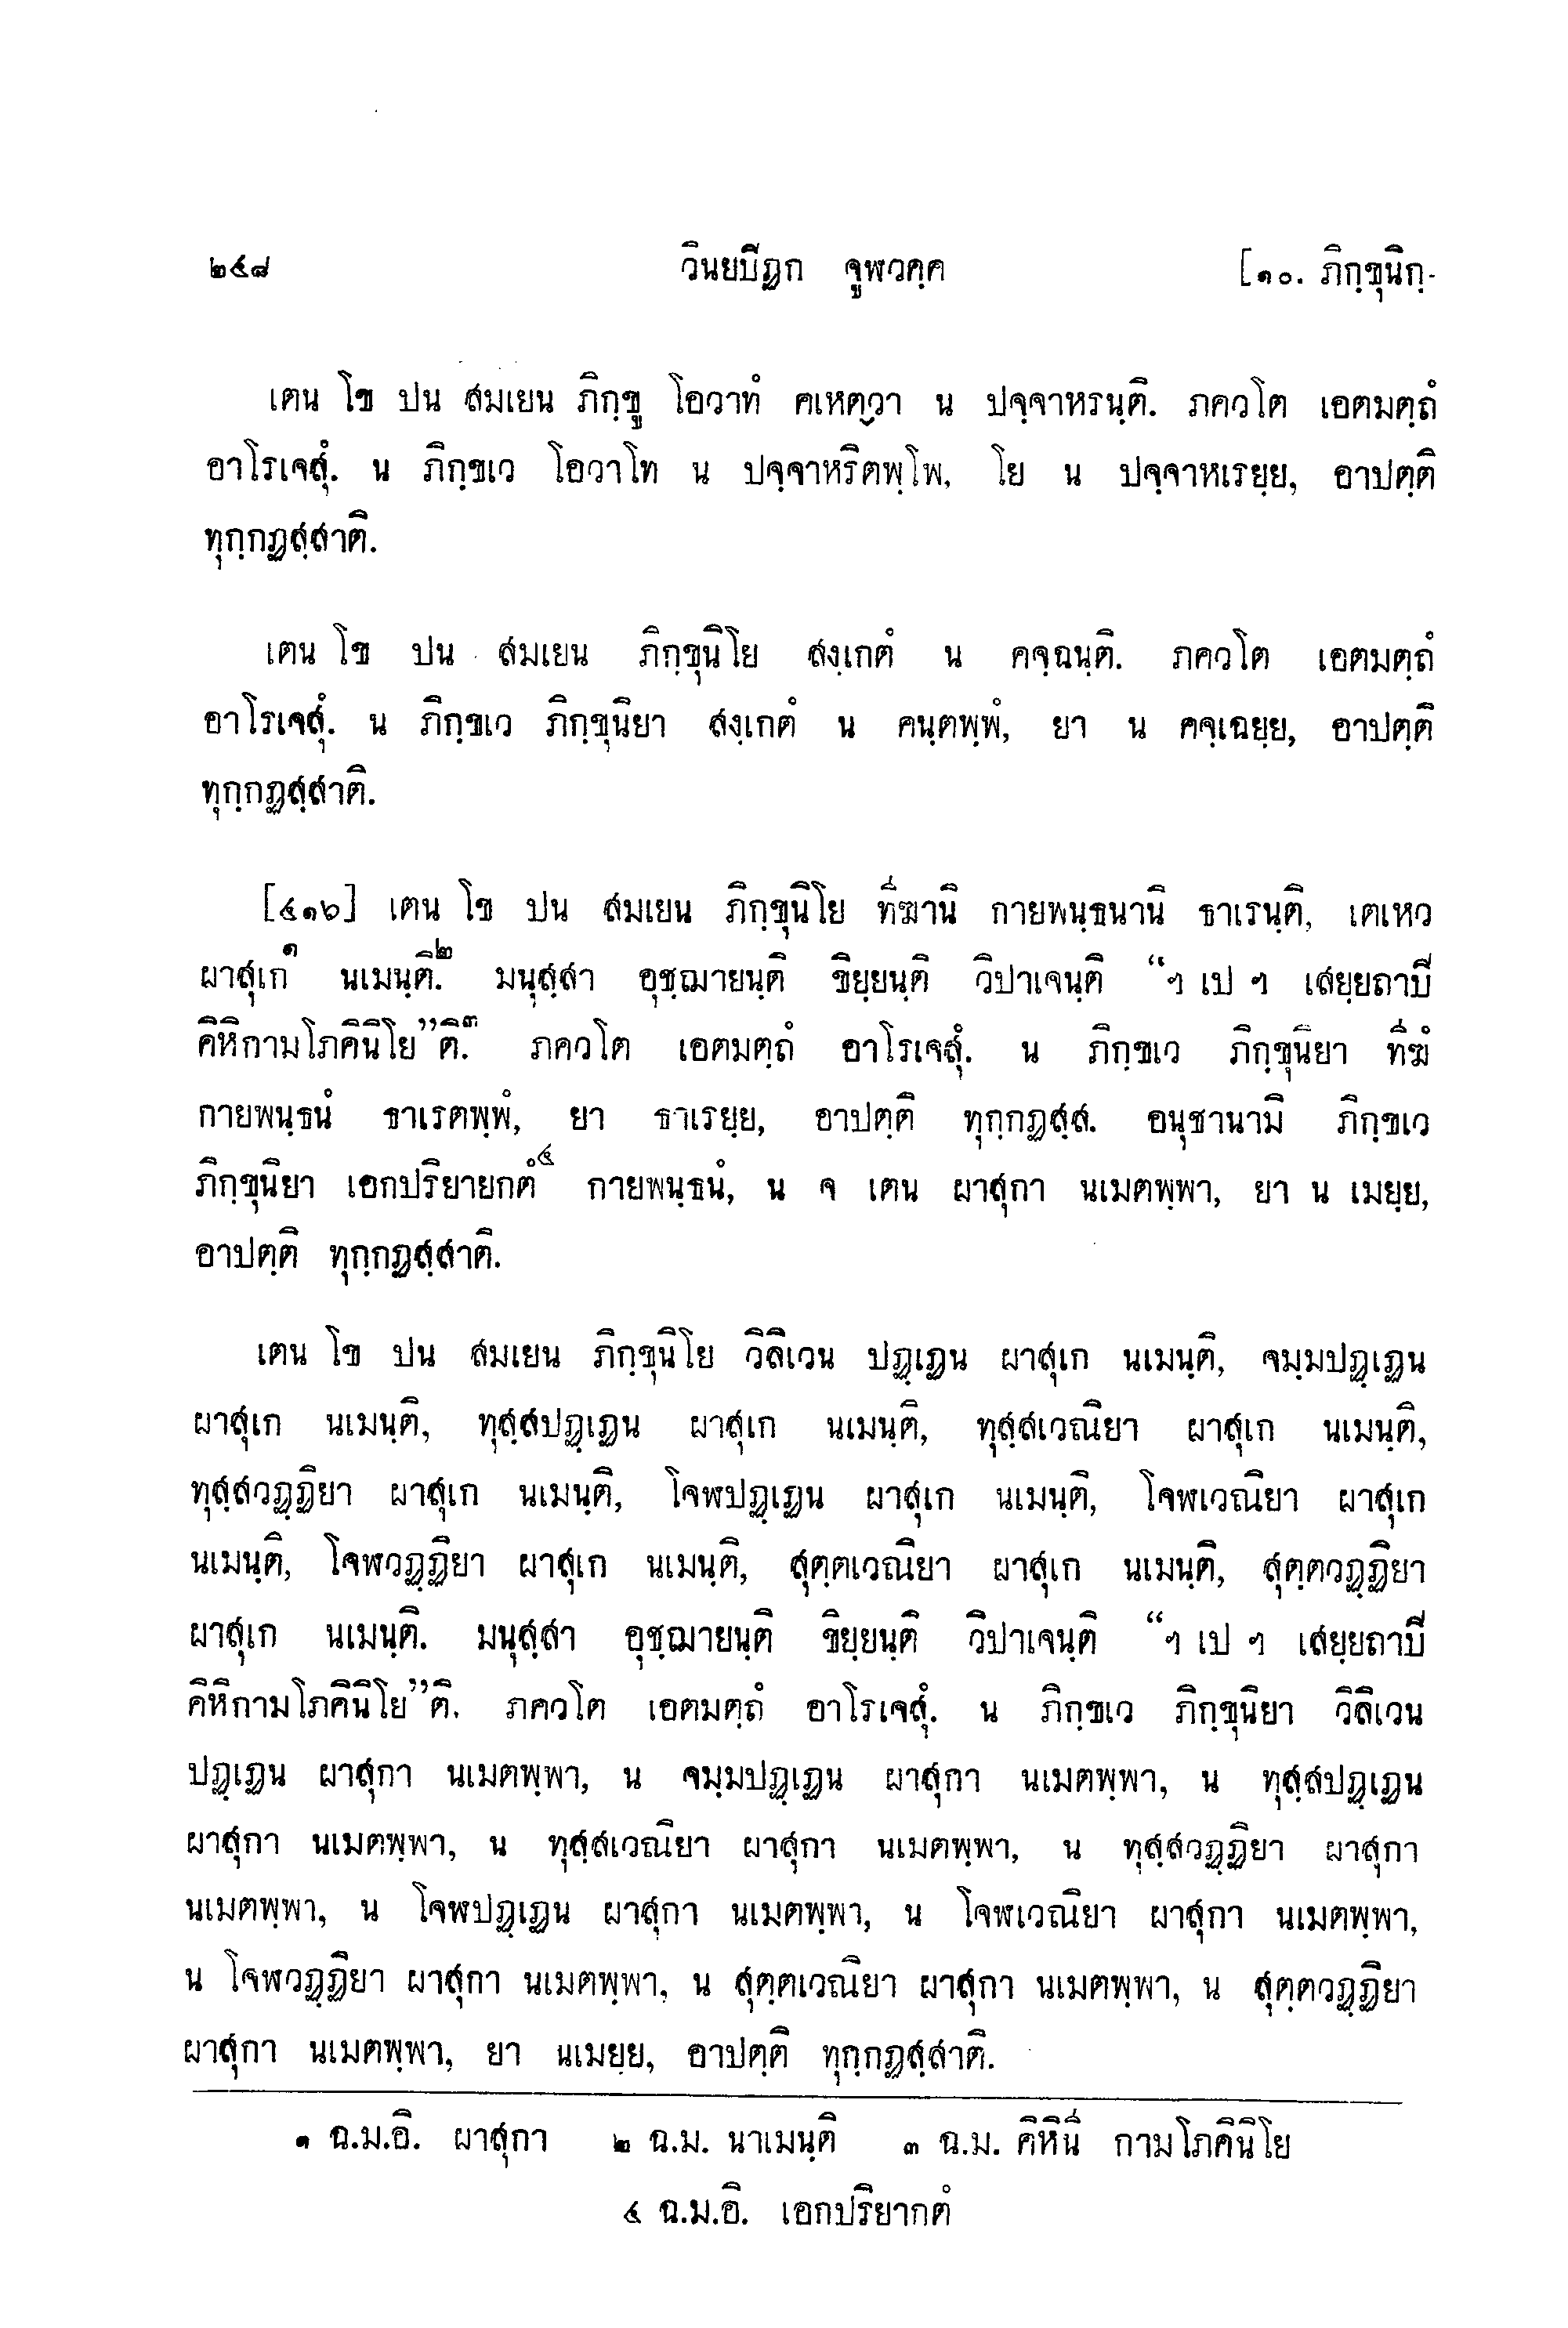 ๒๔๘ วินยปิฏก จูฬวคฺค [๑๐. ภิกฺขุนิกฺ-
เตน โข ปน สมเยน ภิกฺขู โอวาทํ คเหตฺวา น ปจฺจาหรนฺติ. ภควโต เอตมตฺถํ
อาโรเจสุํ. น ภิกฺขเว โอวาโท น ปจฺจาหริตพฺโพ, โย น ปจฺจาหเรยฺย, อาปตฺติ
ทุกฺกฏสฺสาติ.
เตน โข ปน สมเยน ภิกฺขุนิโย สงฺเกตํ น คจฺฉนฺติ. ภควโต เอตมตฺถํ
อาโรเจสุํ. น ภิกฺขเว ภิกฺขุนิยา สงฺเกตํ น คนฺตพฺพํ, ยา น คจฺเฉยฺย, อาปตฺติ
ทุกฺกฏสฺสาติ.
[๔๑๖] เตน โข ปน สมเยน ภิกฺขุนิโย ทีฆานิ กายพนฺธนานิ ธาเรนฺติ, เตเหว
ผาสุเก๑ นเมนฺติ.๒ มนุสฺสา อุชฺฌายนฺติ ขิยฺยนฺติ วิปาเจนฺติ “ฯ เป ฯ เสยฺยถาปิ
คิหิกามโภคินิโย”ติ.๓ ภควโต เอตมตฺถํ อาโรเจสุํ. น ภิกฺขเว ภิกฺขุนิยา ทีฆํ
กายพนฺธนํ ธาเรตพฺพํ, ยา ธาเรยฺย, อาปตฺติ ทุกฺกฏสฺส. อนุชานามิ ภิกฺขเว
ภิกฺขุนิยา เอกปริยายกตํ๔ กายพนฺธนํ, น จ เตน ผาสุกา นเมตพฺพา, ยา น เมยฺย,
อาปตฺติ ทุกฺกฏสฺสาติ.
เตน โข ปน สมเยน ภิกฺขุนิโย วิลิเวน ปฏฺเฏน ผาสุเก นเมนฺติ, จมฺมปฏฺเฏน
ผาสุเก นเมนฺติ, ทุสฺสปฏฺเฏน ผาสุเก นเมนฺติ, ทุสฺสเวณิยา ผาสุเก นเมนฺติ,
ทุสฺสวฏฺฏิยา ผาสุเก นเมนฺติ, โจฬปฏฺเฏน ผาสุเก นเมนฺติ, โจฬเวณิยา ผาสุเก
นเมนฺติ, โจฬวฏฺฏิยา ผาสุเก นเมนฺติ, สุตฺตเวณิยา ผาสุเก นเมนฺติ, สุตฺตวฏฺฏิยา
ผาสุเก นเมนฺติ. มนุสฺสา อุชฺฌายนฺติ ขิยฺยนฺติ วิปาเจนฺติ “ฯ เป ฯ เสยฺยถาปิ
คิหิกามโภคินิโย”ติ. ภควโต เอตมตฺถํ อาโรเจสุํ. น ภิกฺขเว ภิกฺขุนิยา วิลิเวน
ปฏฺเฏน ผาสุกา นเมตพฺพา, น จมฺมปฏฺเฏน ผาสุกา นเมตพฺพา, น ทุสฺสปฏฺเฏน
ผาสุกา นเมตพฺพา, น ทุสฺสเวณิยา ผาสุกา นเมตพฺพา, น ทุสฺสวฏฺฏิยา ผาสุกา
นเมตพฺพา, น โจฬปฏฺเฏน ผาสุกา นเมตพฺพา, น โจฬเวณิยา ผาสุกา นเมตพฺพา,
น โจฬวฏฺฏิยา ผาสุกา นเมตพฺพา, น สุตฺตเวณิยา ผาสุกา นเมตพฺพา, น สุตฺตวฏฺฏิยา
ผาสุกา นเมตพฺพา, ยา นเมยฺย, อาปตฺติ ทุกฺกฏสฺสาติ.
๑ ฉ.ม.อิ. ผาสุกา ๒ ฉ.ม. นาเมนฺติ ๓ ฉ.ม. คิหินี กามโภคินิโย
๔ ฉ.ม.อิ. เอกปริยากตํ